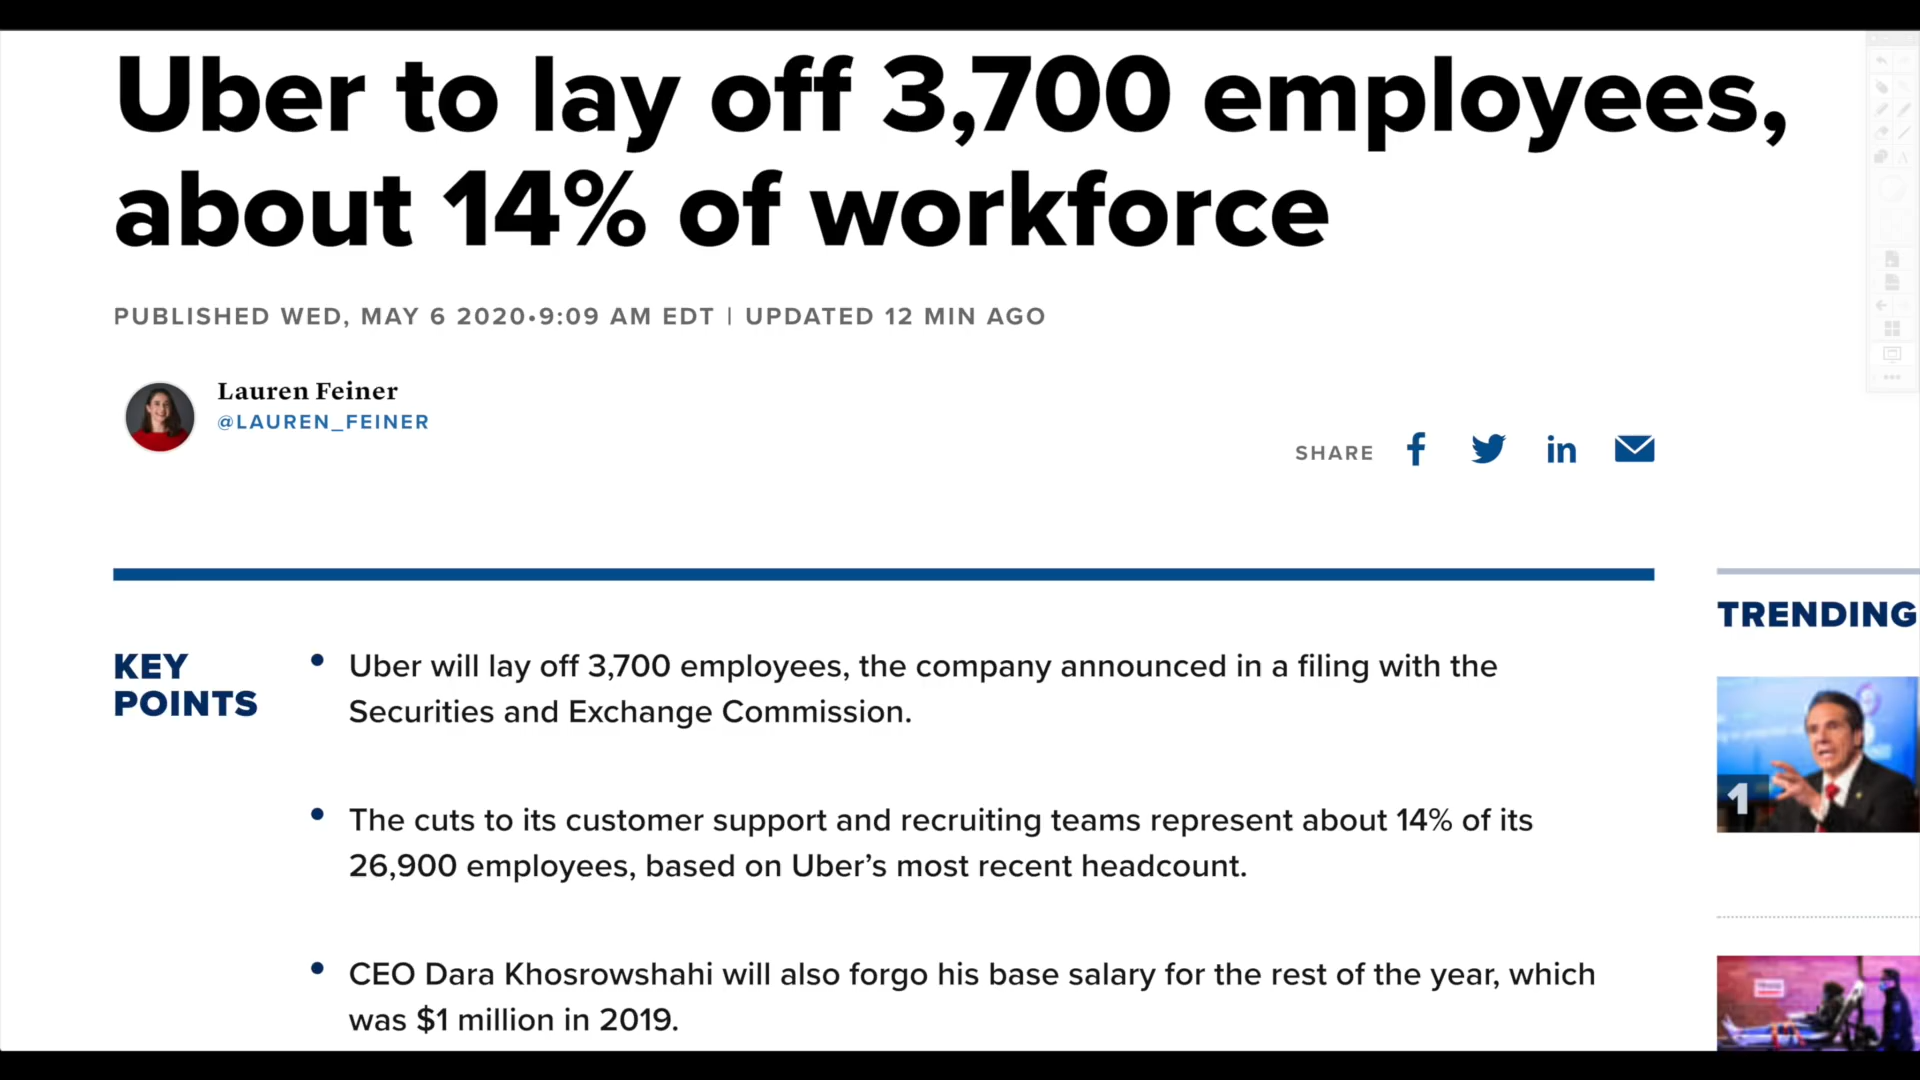 Uber to lay off 3,700 employees,
about 14% of workforce
PUBLISHED WED, MAY 6 2020•9:09 AM EDT | UPDATED 12 MIN AGO
Lauren Feiner
@LAUREN_FEINER
SHARE
KEY
POINTS
• Uber will lay off 3,700 employees, the company announced in a filing with the
Securities and Exchange Commission.
• The cuts to its customer support and recruiting teams represent about 14% of its
26,900 employees, based on Uber’s most recent headcount.
• CEO Dara Khosrowshahi will also forgo his base salary for the rest of the year, which
was $1 million in 2019.
TRENDING
1